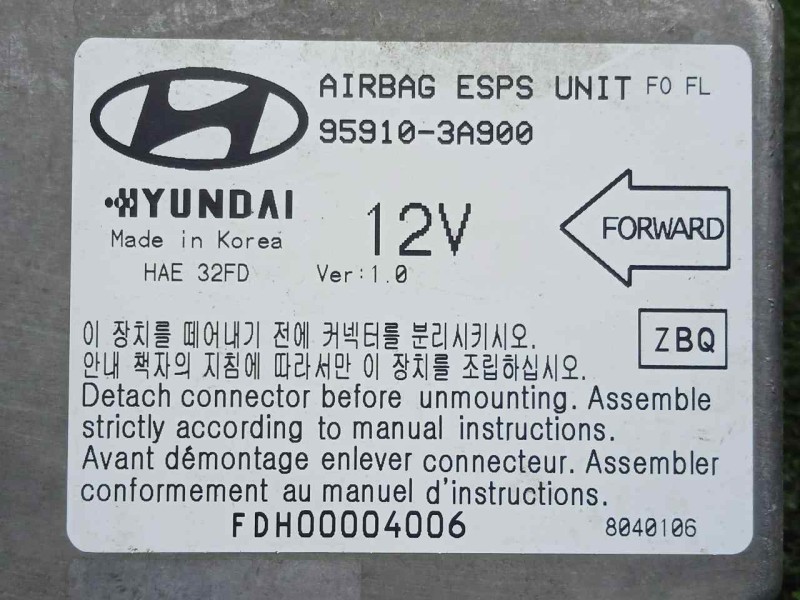 AIRBAG ESPS UNIT FO FL
95910-3A900
HYUNDAI
12V
FORWARD
Made in Korea
HAE 32FD Ver:1.0
ZBQ
이 장치를 떼어내기 전에 커넥터를 분리시키시오.
안내 책자의 지침에 따라서만 이 장치를 조립하십시오.
Detach connector before unmounting. Assemble
strictly according to manual instructions.
Avant démontage enlever connecteur. Assembler
conformement au manuel d'instructions.
FDH00004006 8040106